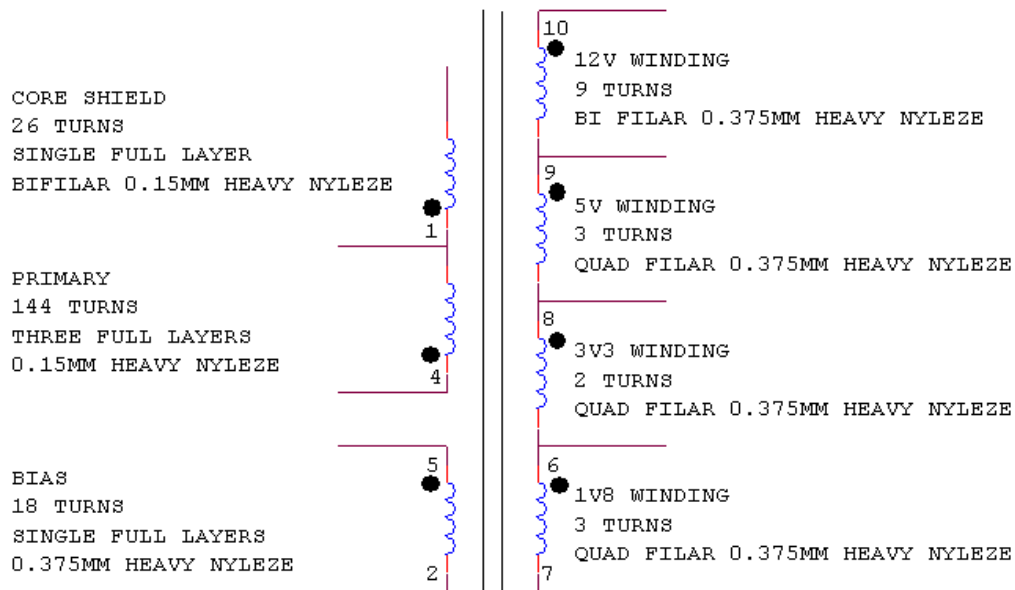 CORE SHIELD
26 TURNS
SINGLE FULL LAYER
BIFILAR 0.15MM HEAVY NYLEZE
1
PRIMARY
144 TURNS
THREE FULL LAYERS
0.15MM HEAVY NYLEZE
4
5
BIAS
18 TURNS
SINGLE FULL LAYERS
0.375MM HEAVY NYLEZE
2
10
12V WINDING
9 TURNS
BI FILAR 0.375MM HEAVY NYLEZE
9
5V WINDING
3 TURNS
QUAD FILAR 0.375MM HEAVY NYLEZE
8
3V3 WINDING
2 TURNS
QUAD FILAR 0.375MM HEAVY NYLEZE
6
1V8 WINDING
3 TURNS
QUAD FILAR 0.375MM HEAVY NYLEZE
7